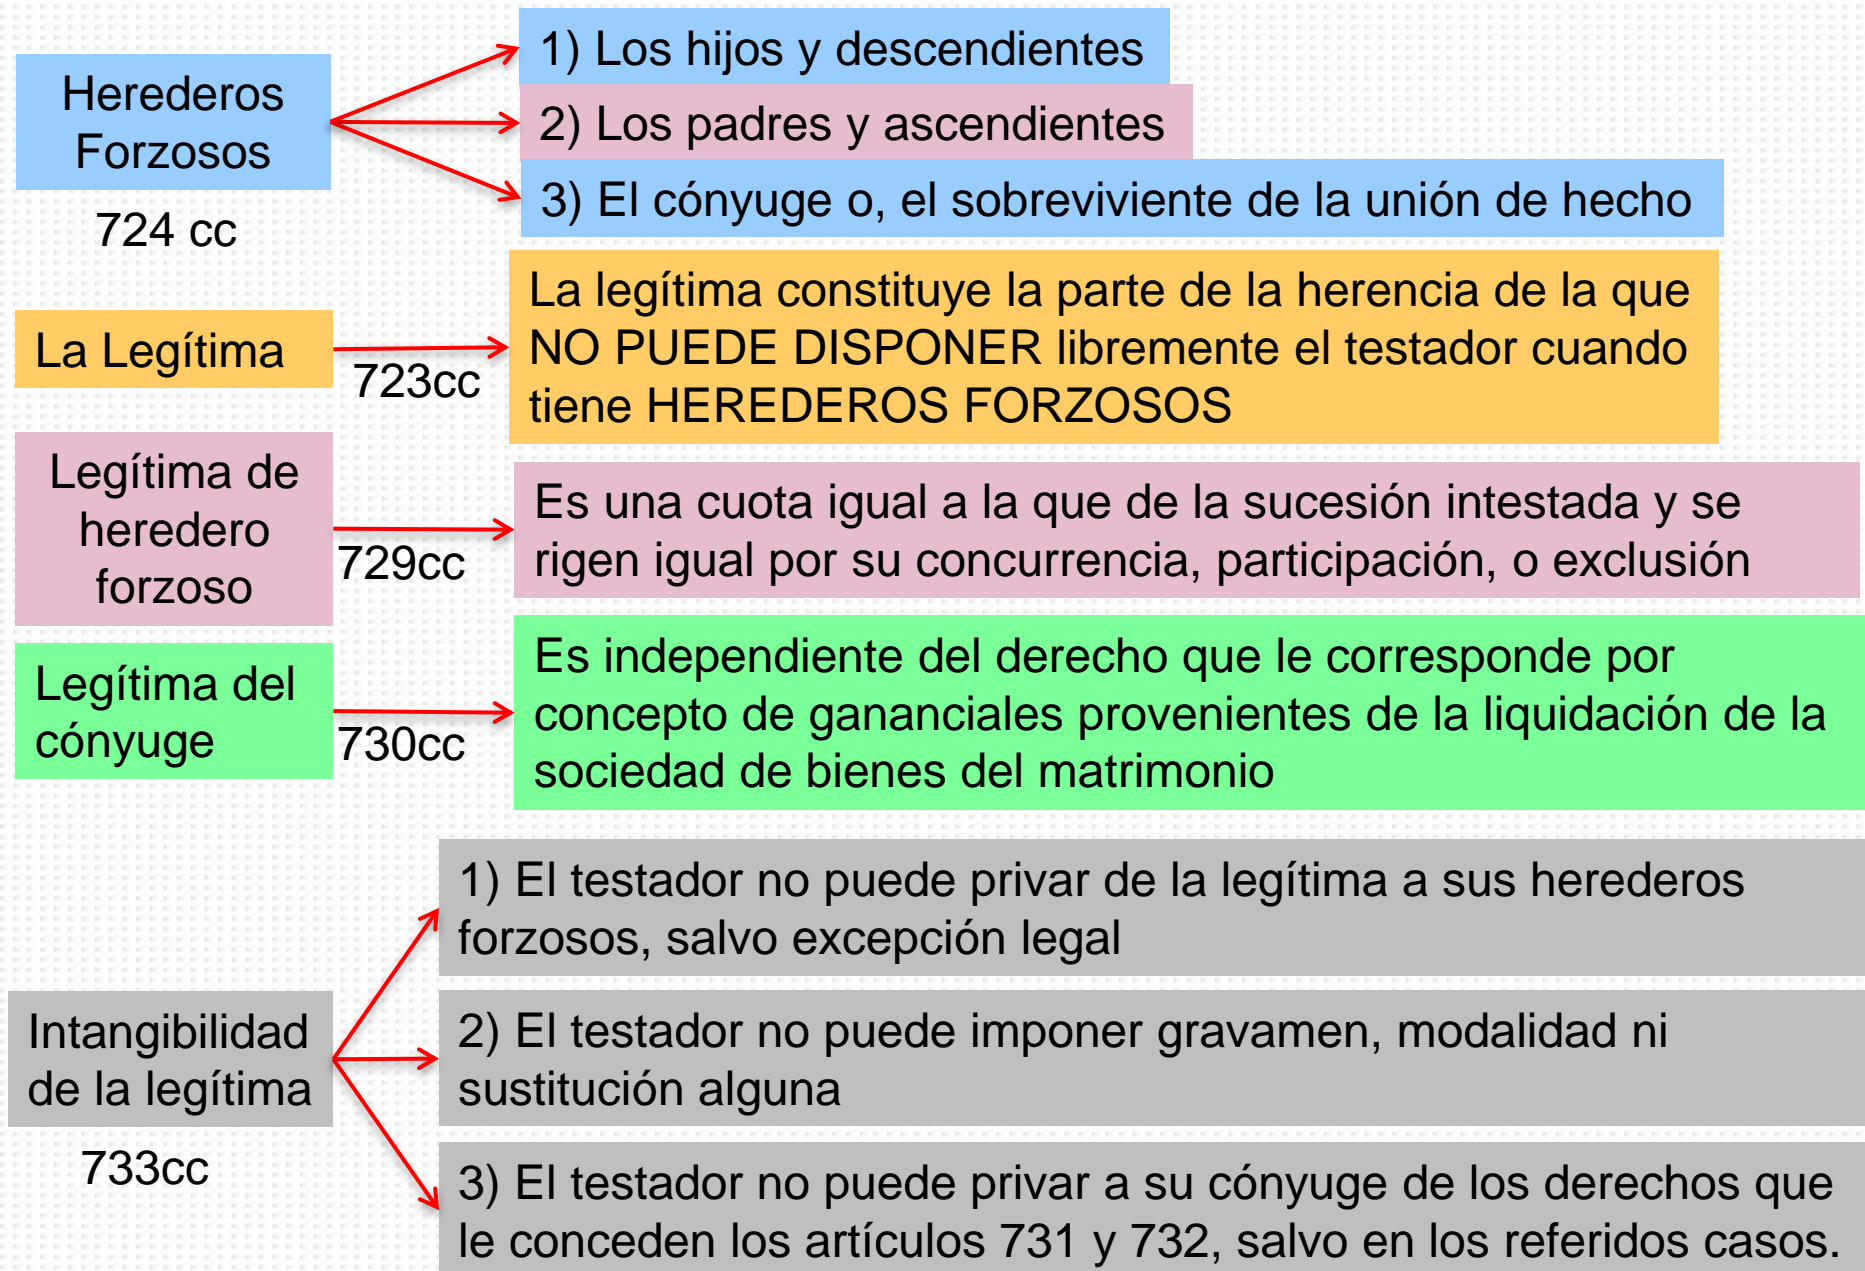 Herederos
Forzosos
724 cc
1) Los hijos y descendientes
2) Los padres y ascendientes
3) El cónyuge o, el sobreviviente de la unión de hecho
La Legítima
723cc
La legítima constituye la parte de la herencia de la que
NO PUEDE DISPONER libremente el testador cuando
tiene HEREDEROS FORZOSOS
Legítima de
heredero
forzoso
729cc
Es una cuota igual a la que de la sucesión intestada y se
rigen igual por su concurrencia, participación, o exclusión
Legítima del
cónyuge
730cc
Es independiente del derecho que le corresponde por
concepto de gananciales provenientes de la liquidación de la
sociedad de bienes del matrimonio
Intangibilidad
de la legítima
733cc
1) El testador no puede privar de la legítima a sus herederos
forzosos, salvo excepción legal
2) El testador no puede imponer gravamen, modalidad ni
sustitución alguna
3) El testador no puede privar a su cónyuge de los derechos que
le conceden los artículos 731 y 732, salvo en los referidos casos.